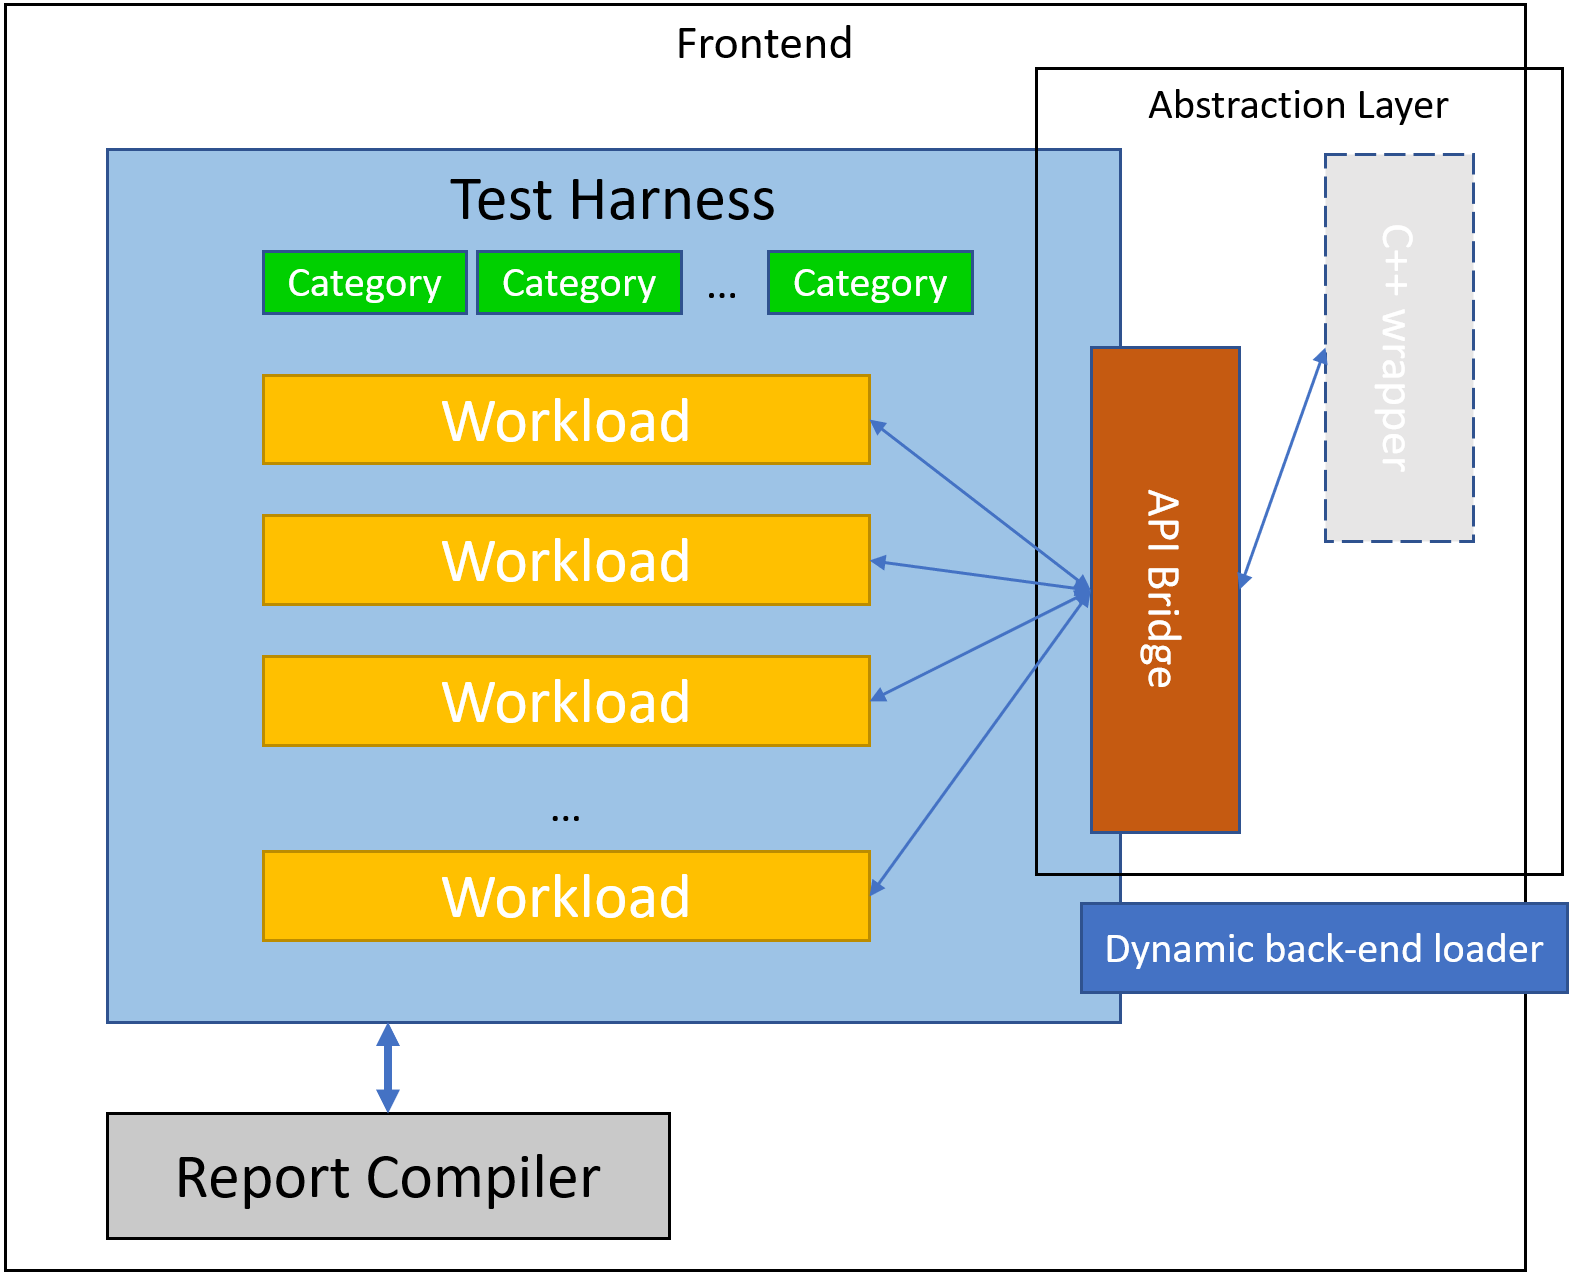 Frontend
Abstraction Layer
Test Harness
Category
Category
...
Category
C++ wrapper
Workload
Workload
API Bridge
Workload
...
Workload
Dynamic back-end loader
Report Compiler